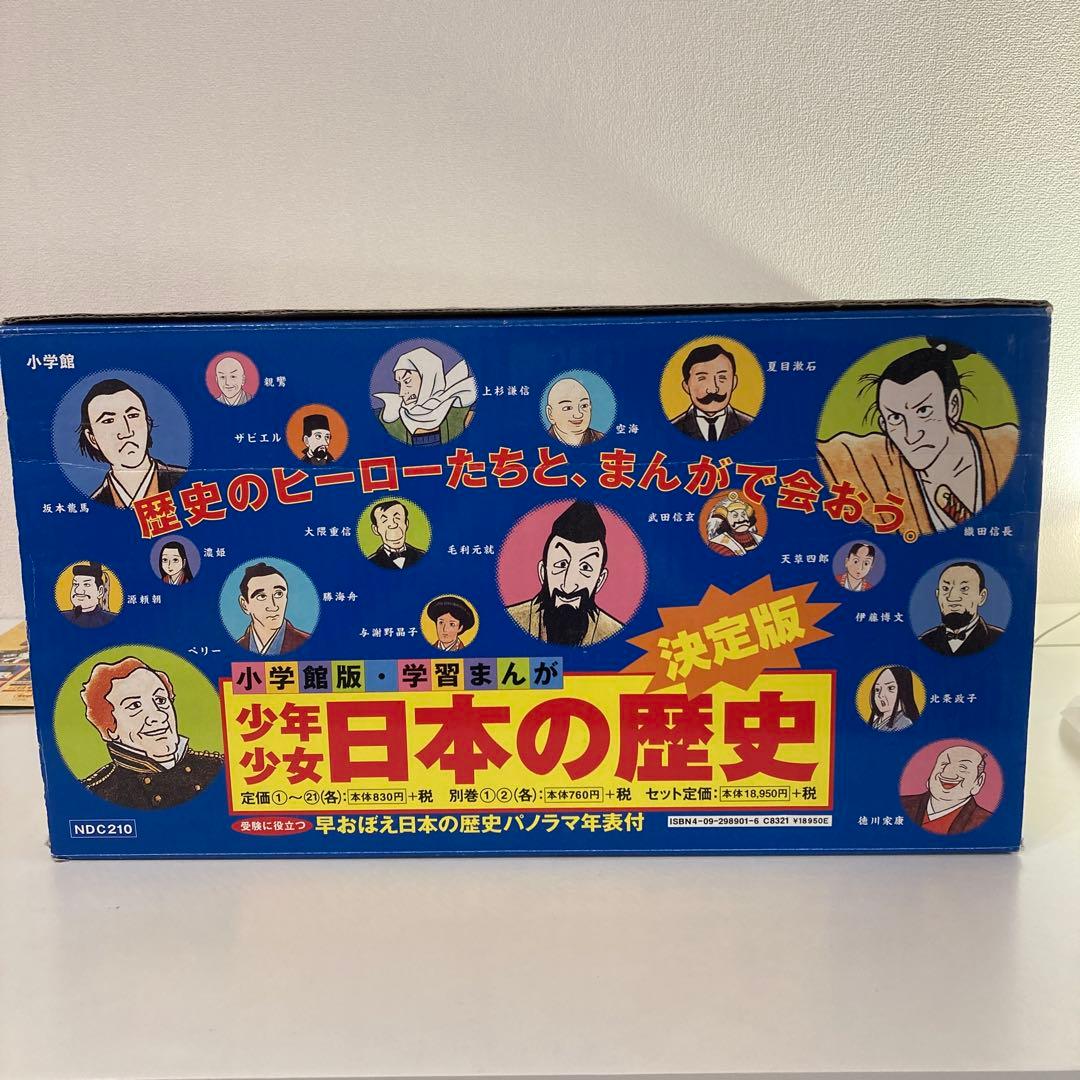 小学館
親鸞
ザビエル
上杉謙信
空海
夏目漱石
坂本龍馬
歴史のヒーローたちと、まんがで会おう。
織田信長
大隈重信
毛利元就
武田信玄
天草四郎
濃姫
源頼朝
勝海舟
与謝野晶子
伊藤博文
ペリー
北条政子
徳川家康
決定版
小学館版・学習まんが
少年少女日本の歴史
定価①〜㉑(各):本体830円+税 別巻①②(各):本体760円+税 セット定価:本体18,950円+税
NDC210
受験に役立つ 早おぼえ日本の歴史パノラマ年表付
ISBN4-09-298901-6 C8321 ¥18950E